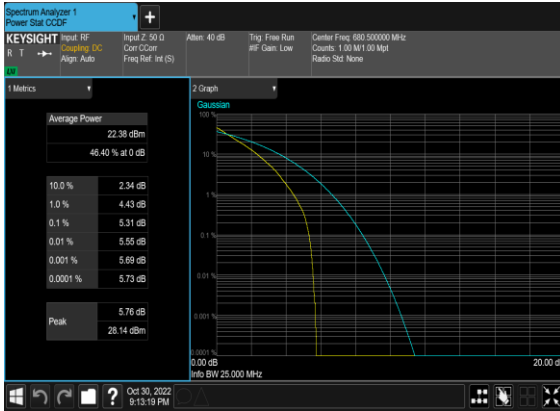 Spectrum Analyzer 1
Power Stat CCDF
+
KEYSIGHT
R T
Input: RF
Coupling: DC
Align: Auto
Input Z: 50 Ω
Corr CCorr
Freq Ref: Int (S)
Atten: 40 dB
Trig: Free Run
#IF Gain: Low
Center Freq: 680.500000 MHz
Counts: 1.00 M/1.00 Mpt
Radio Std: None
1 Metrics
Average Power
22.38 dBm
46.40 % at 0 dB
10.0 % 2.34 dB
1.0 % 4.43 dB
0.1 % 5.31 dB
0.01 % 5.55 dB
0.001 % 5.69 dB
0.0001 % 5.73 dB
Peak
5.76 dB
28.14 dBm
2 Graph
Gaussian
100 %
10 %
1 %
0.1 %
0.01 %
0.001 %
0.0001 %
0.00 dB
20.00 d
Info BW 25.000 MHz
?
Oct 30, 2022
9:13:19 PM